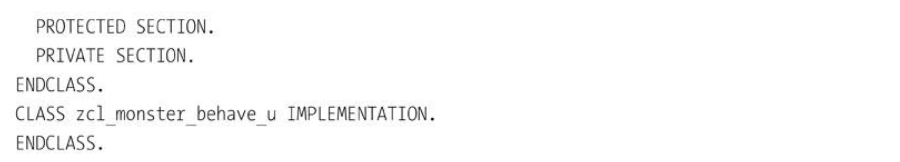 PROTECTED SECTION.
PRIVATE SECTION.
ENDCLASS.
CLASS zcl_monster_behave_u IMPLEMENTATION.
ENDCLASS.